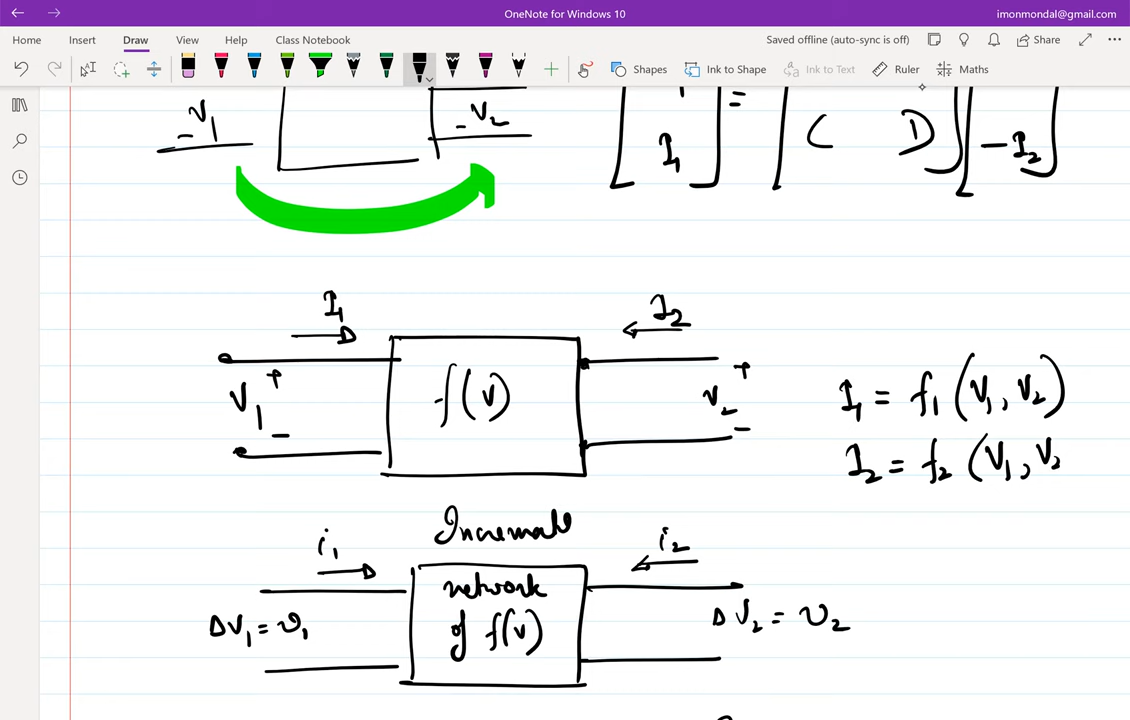 OneNote for Windows 10
imonmondal@gmail.com
Home Insert Draw View Help Class Notebook
Saved offline (auto-sync is off) Share
Shapes Ink to Shape Ink to Text Ruler Maths
-V1
-V2
I1 = C D -I2
I1
I2
V1 + -
f(v)
V2 + -
I1 = f1 (V1, V2)
I2 = f2 (V1, V2
Incremate
i1
i2
network
of f(v)
ΔV1 = v1
ΔV2 = v2